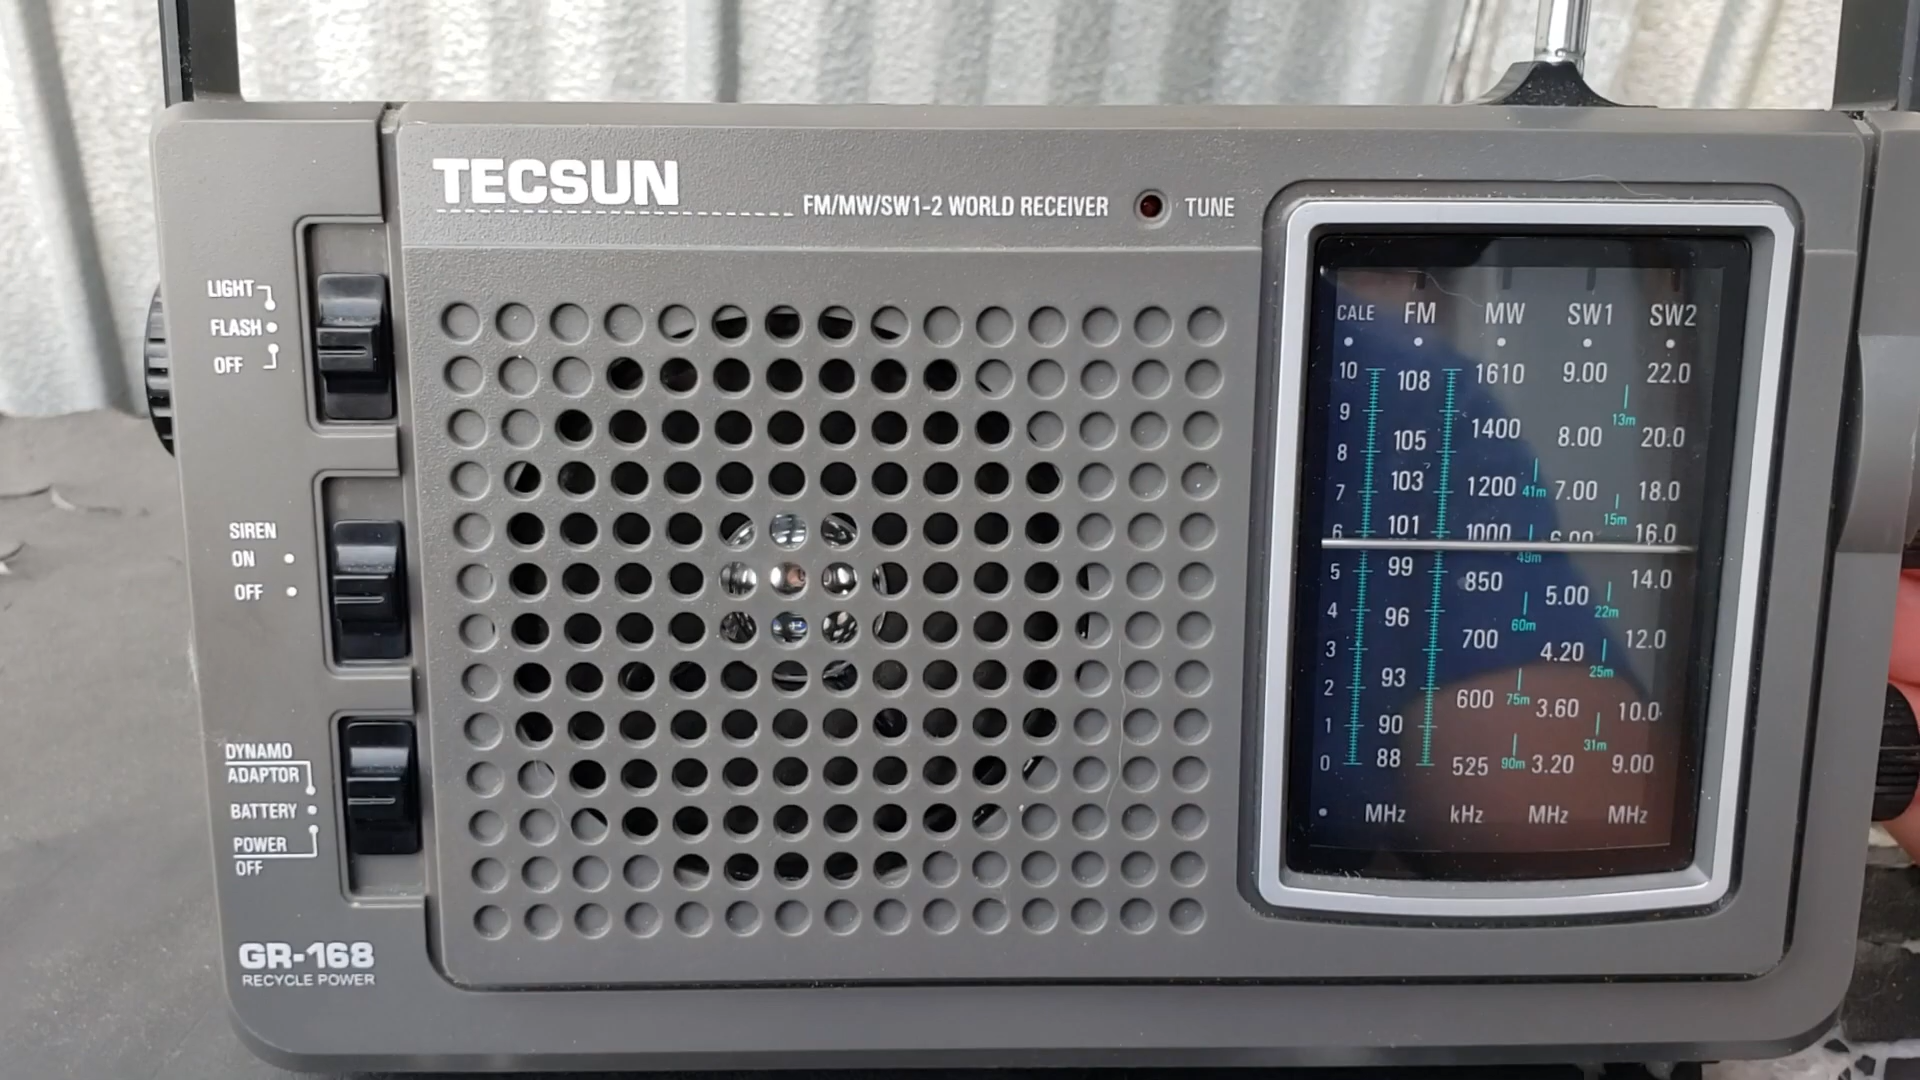 TECSUN
FM/MW/SW1-2 WORLD RECEIVER TUNE
LIGHT
FLASH
OFF
SIREN
ON
OFF
DYNAMO
ADAPTOR
BATTERY
POWER
OFF
GR-168
RECYCLE POWER
CALE FM MW SW1 SW2
10 108 1610 9.00 22.0
9 13m
8 105 1400 8.00 20.0
7 103 1200 41m 7.00 18.0
15m
6 101 1000 6.00 16.0
49m
5 99 850 14.0
4 96 5.00 22m
60m
3 700 4.20 12.0
25m
2 93 600 75m 3.60 10.0
1 90 31m
0 88 525 90m 3.20 9.00
MHz kHz MHz MHz